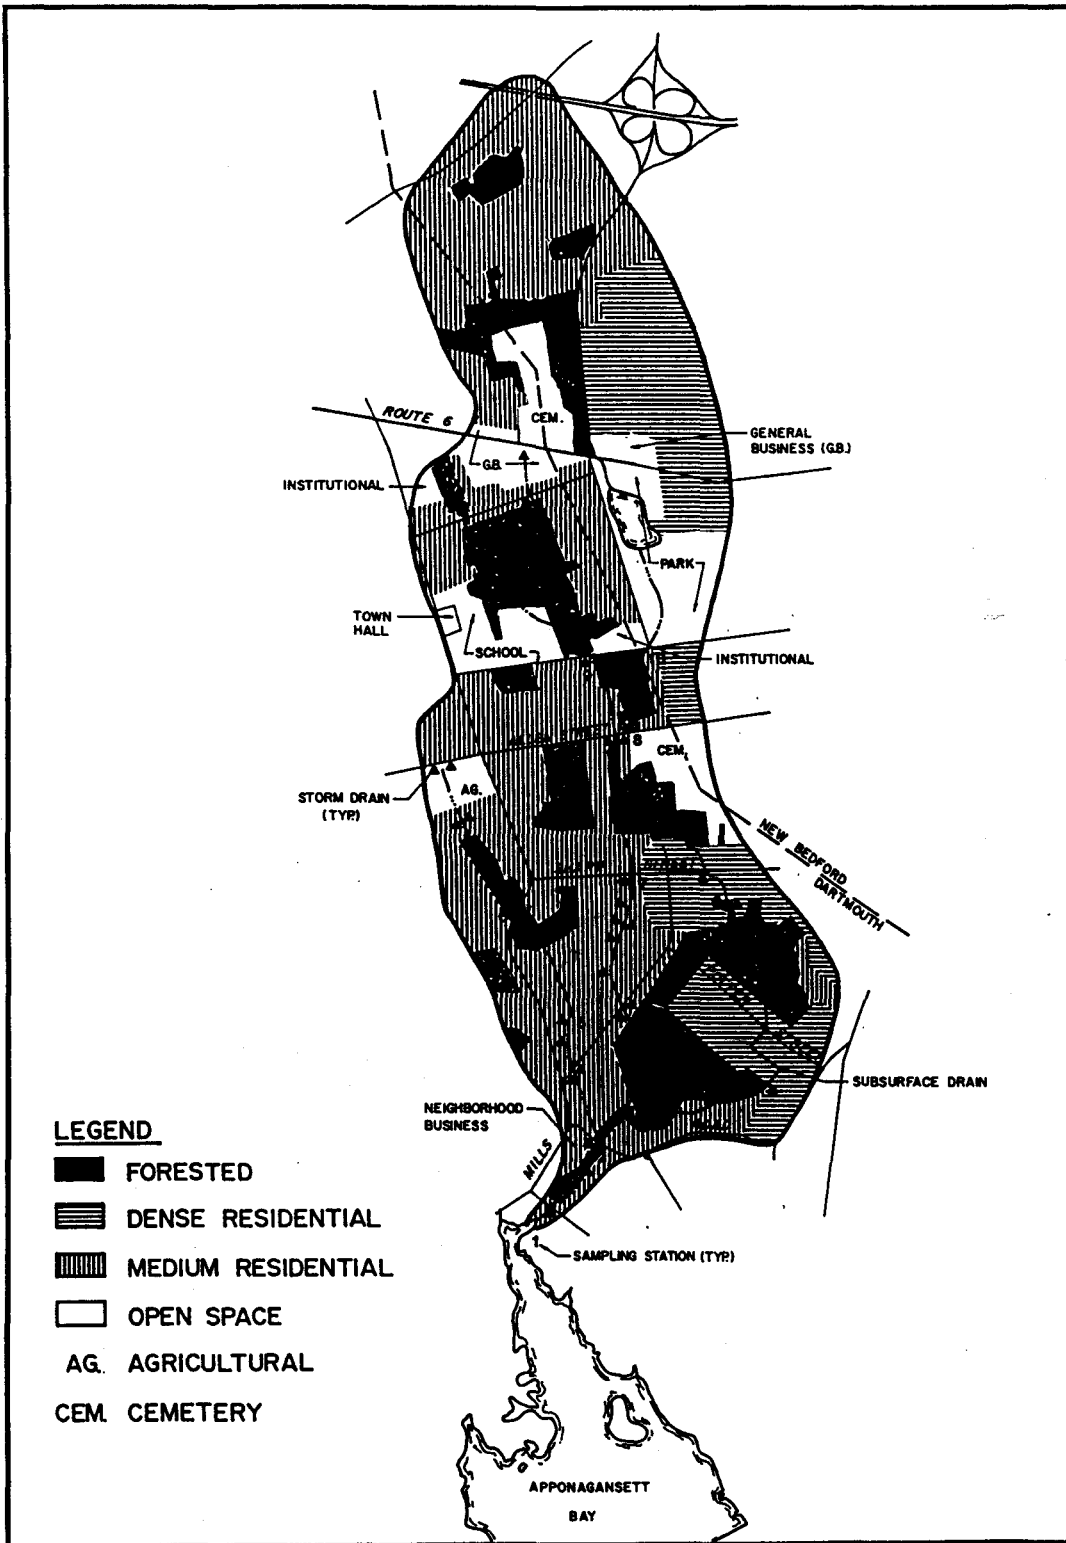 ROUTE 6
CEM.
GENERAL
BUSINESS (G.B.)
G.B.
INSTITUTIONAL
PARK
TOWN
HALL
SCHOOL
INSTITUTIONAL
8
CEM.
STORM DRAIN
(TYP.)
AG.
NEW BEDFORD
DARTMOUTH
SUBSURFACE DRAIN
NEIGHBORHOOD
BUSINESS
MILLS
1
SAMPLING STATION (TYP.)
LEGEND
FORESTED
DENSE RESIDENTIAL
MEDIUM RESIDENTIAL
OPEN SPACE
AG. AGRICULTURAL
CEM. CEMETERY
APPONAGANSETT
BAY